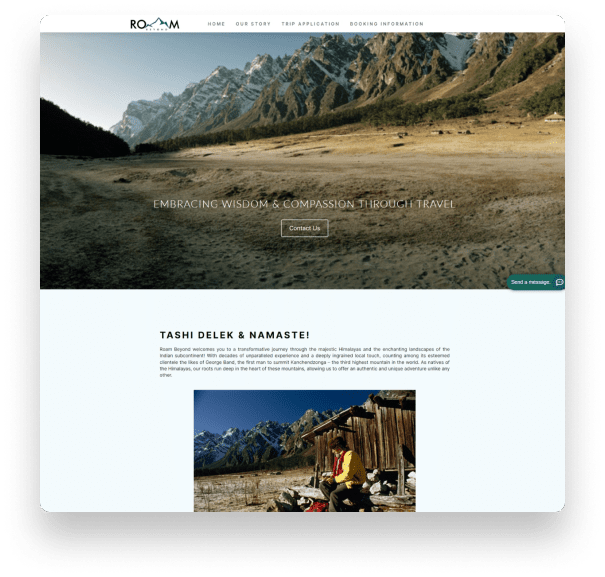 ROAM
BEYOND
HOME OUR STORY TRIP APPLICATION BOOKING INFORMATION
EMBRACING WISDOM & COMPASSION THROUGH TRAVEL
Contact Us
Send a message.
TASHI DELEK & NAMASTE!
Roam Beyond welcomes you to a transformative journey through the majestic Himalayas and the enchanting landscapes of the
Indian subcontinent! With decades of unparalleled experience and a deeply ingrained local touch, counting among its esteemed
clientele the likes of George Band, the first man to summit Kanchendzonga - the third highest mountain in the world. As natives of
the Himalayas, our roots run deep in the heart of these mountains, allowing us to offer an authentic and unique adventure unlike any
other.